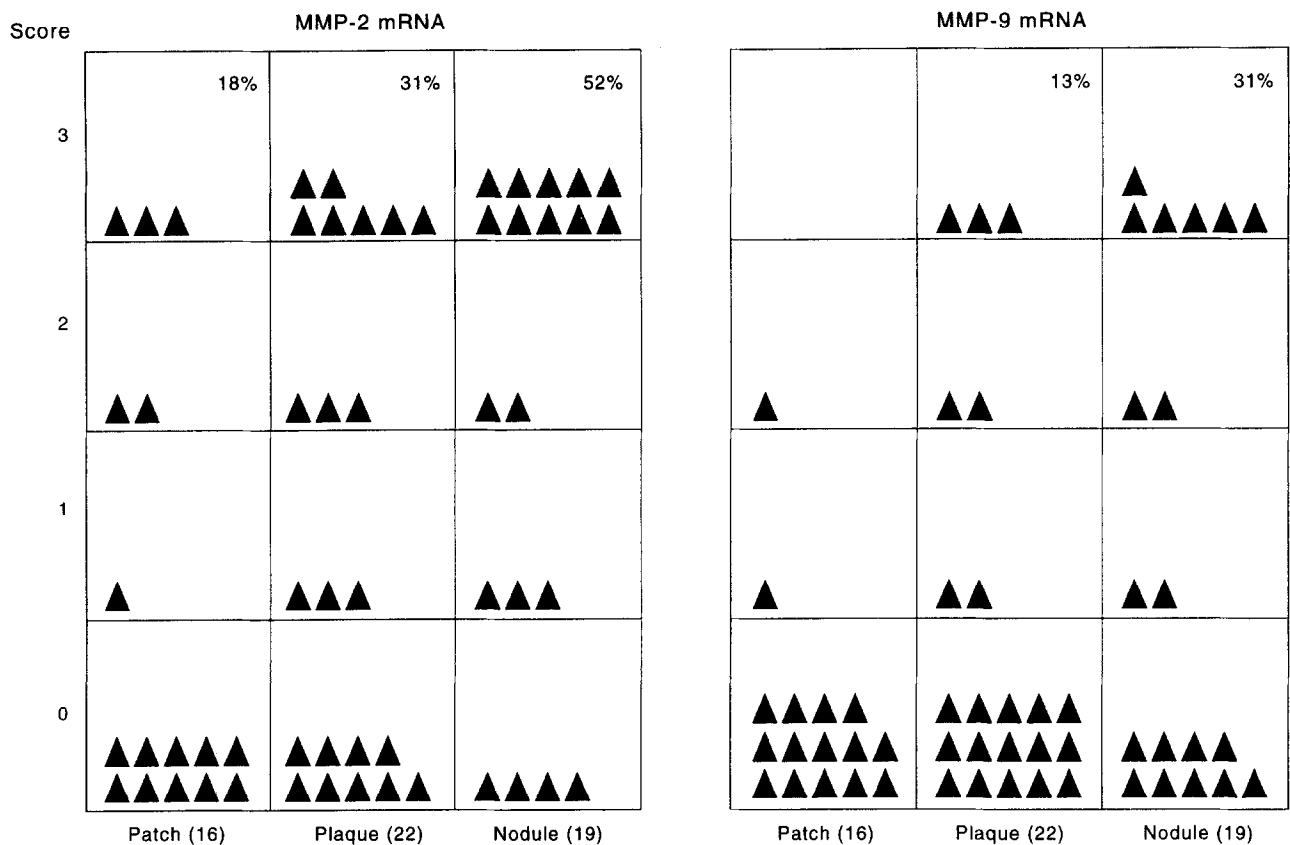 Score
MMP-2 mRNA
MMP-9 mRNA
18%
31%
52%
13%
31%
3
2
1
0
Patch (16)
Plaque (22)
Nodule (19)
Patch (16)
Plaque (22)
Nodule (19)